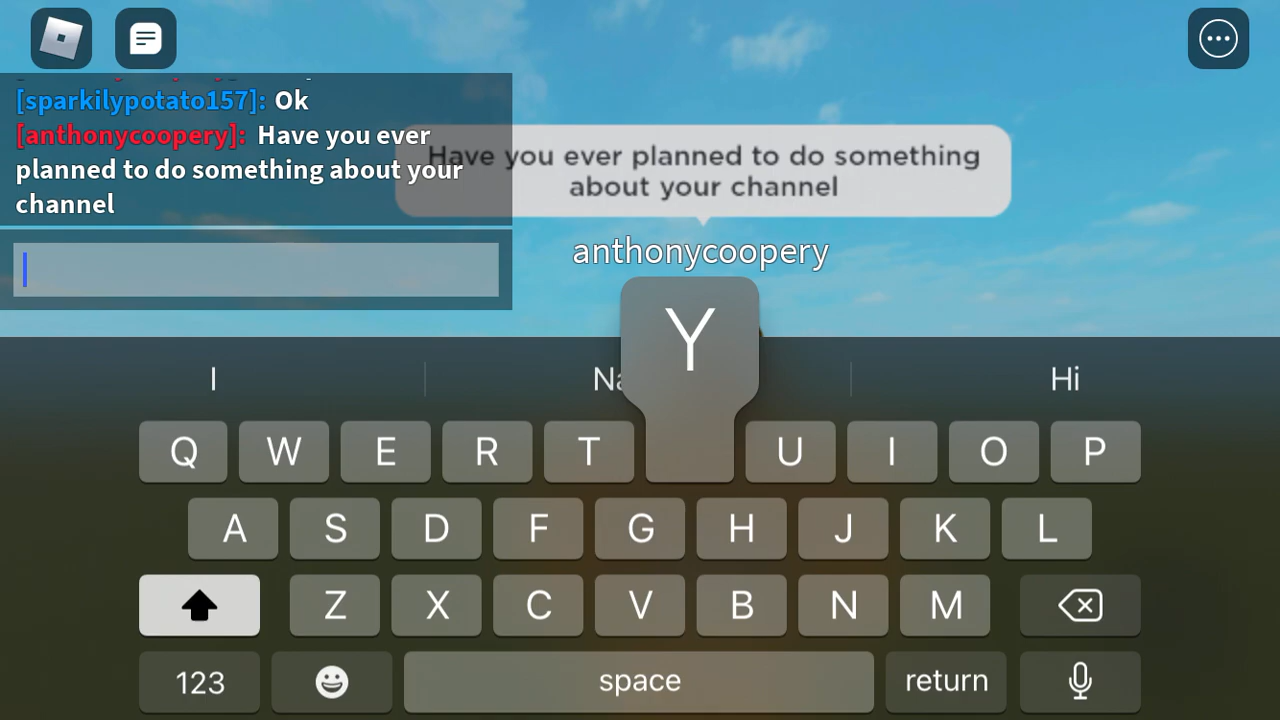 [sparkilypotato157]: Ok
[anthonycoopery]: Have you ever
planned to do something about your
channel
Have you ever planned to do something
about your channel
anthonycoopery
Y
I
Hi
Q W E R T U I O P
A S D F G H J K L
Z X C V B N M
123 space return